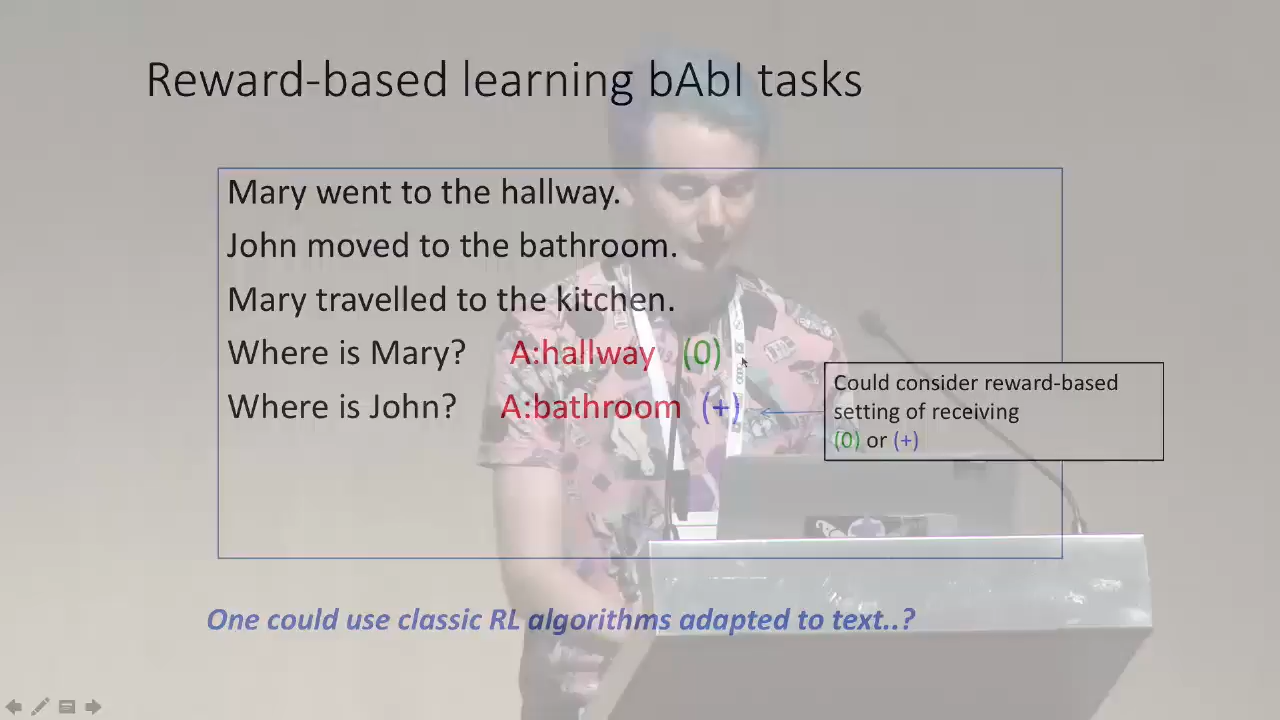 Reward-based learning bAbI tasks
Mary went to the hallway.
John moved to the bathroom.
Mary travelled to the kitchen.
Where is Mary? A:hallway (0)
Where is John? A:bathroom (+)
Could consider reward-based
setting of receiving
(0) or (+)
One could use classic RL algorithms adapted to text..?